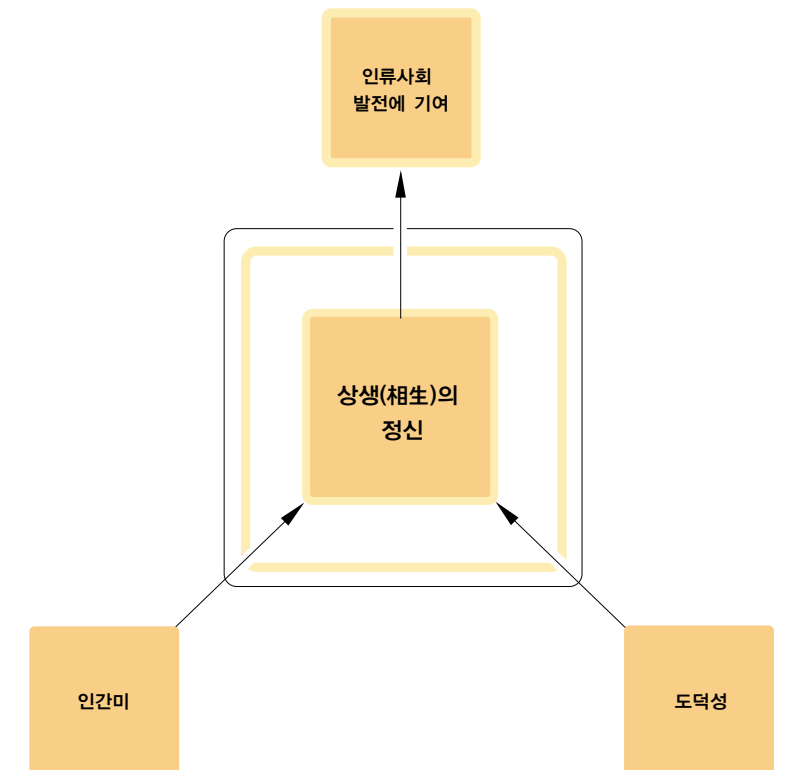 인류사회
발전에 기여
상생(相生)의
정신
인간미
도덕성